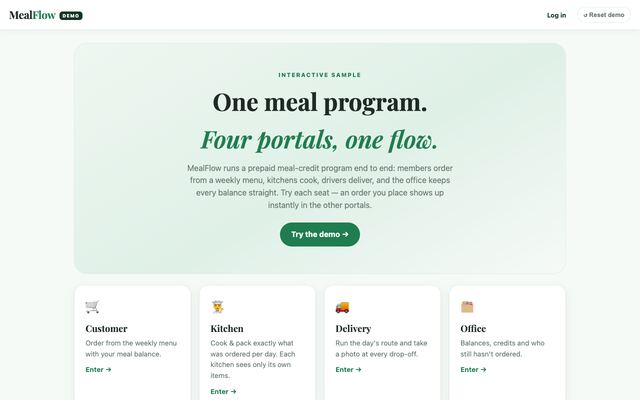 MealFlow DEMO
Log in
↺ Reset demo
INTERACTIVE SAMPLE
One meal program.
Four portals, one flow.
MealFlow runs a prepaid meal-credit program end to end: members order
from a weekly menu, kitchens cook, drivers deliver, and the office keeps
every balance straight. Try each seat — an order you place shows up
instantly in the other portals.
Try the demo →
Customer
Order from the weekly menu
with your meal balance.
Enter →
Kitchen
Cook & pack exactly what
was ordered per day. Each
kitchen sees only its own
items.
Enter →
Delivery
Run the day's route and take
a photo at every drop-off.
Enter →
Office
Balances, credits and who
still hasn't ordered.
Enter →